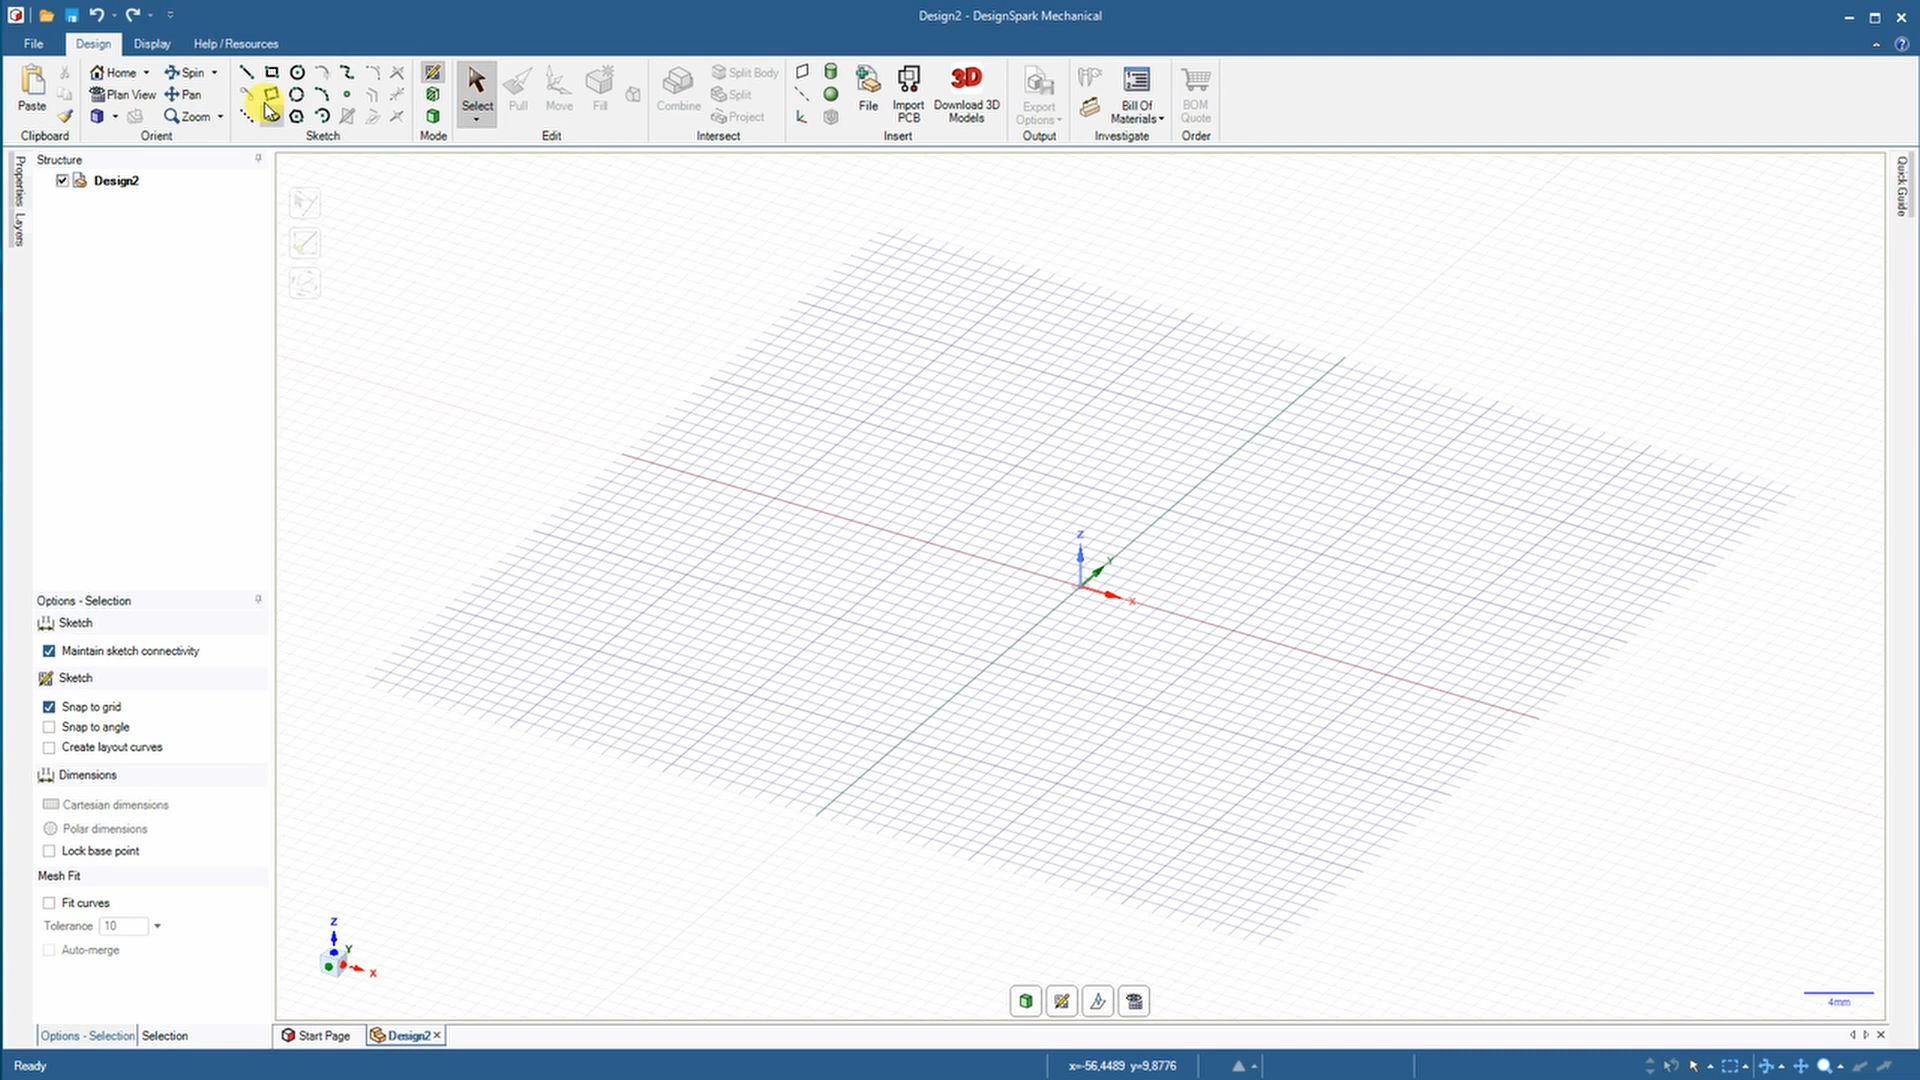 Design2 - DesignSpark Mechanical
File Design Display Help / Resources
Paste
Clipboard
Home Spin
Plan View Pan
Zoom
Orient
Sketch
Mode
Select Pull Move Fill
Edit
Combine Split Body
Split
Project
Intersect
File Import PCB 3D Download 3D Models
Insert
Export Options
Output
Bill Of Materials
Investigate
BOM Quote
Order
Properties
Layers
Structure
Design2
Quick Guide
Z
Y
X
Options - Selection
Sketch
Maintain sketch connectivity
Sketch
Snap to grid
Snap to angle
Create layout curves
Dimensions
Cartesian dimensions
Polar dimensions
Lock base point
Mesh Fit
Fit curves
Tolerance 10
Auto-merge
Z
Y
X
4mm
Options - Selection Selection Start Page Design2
Ready x=-56,4489 y=9,8776